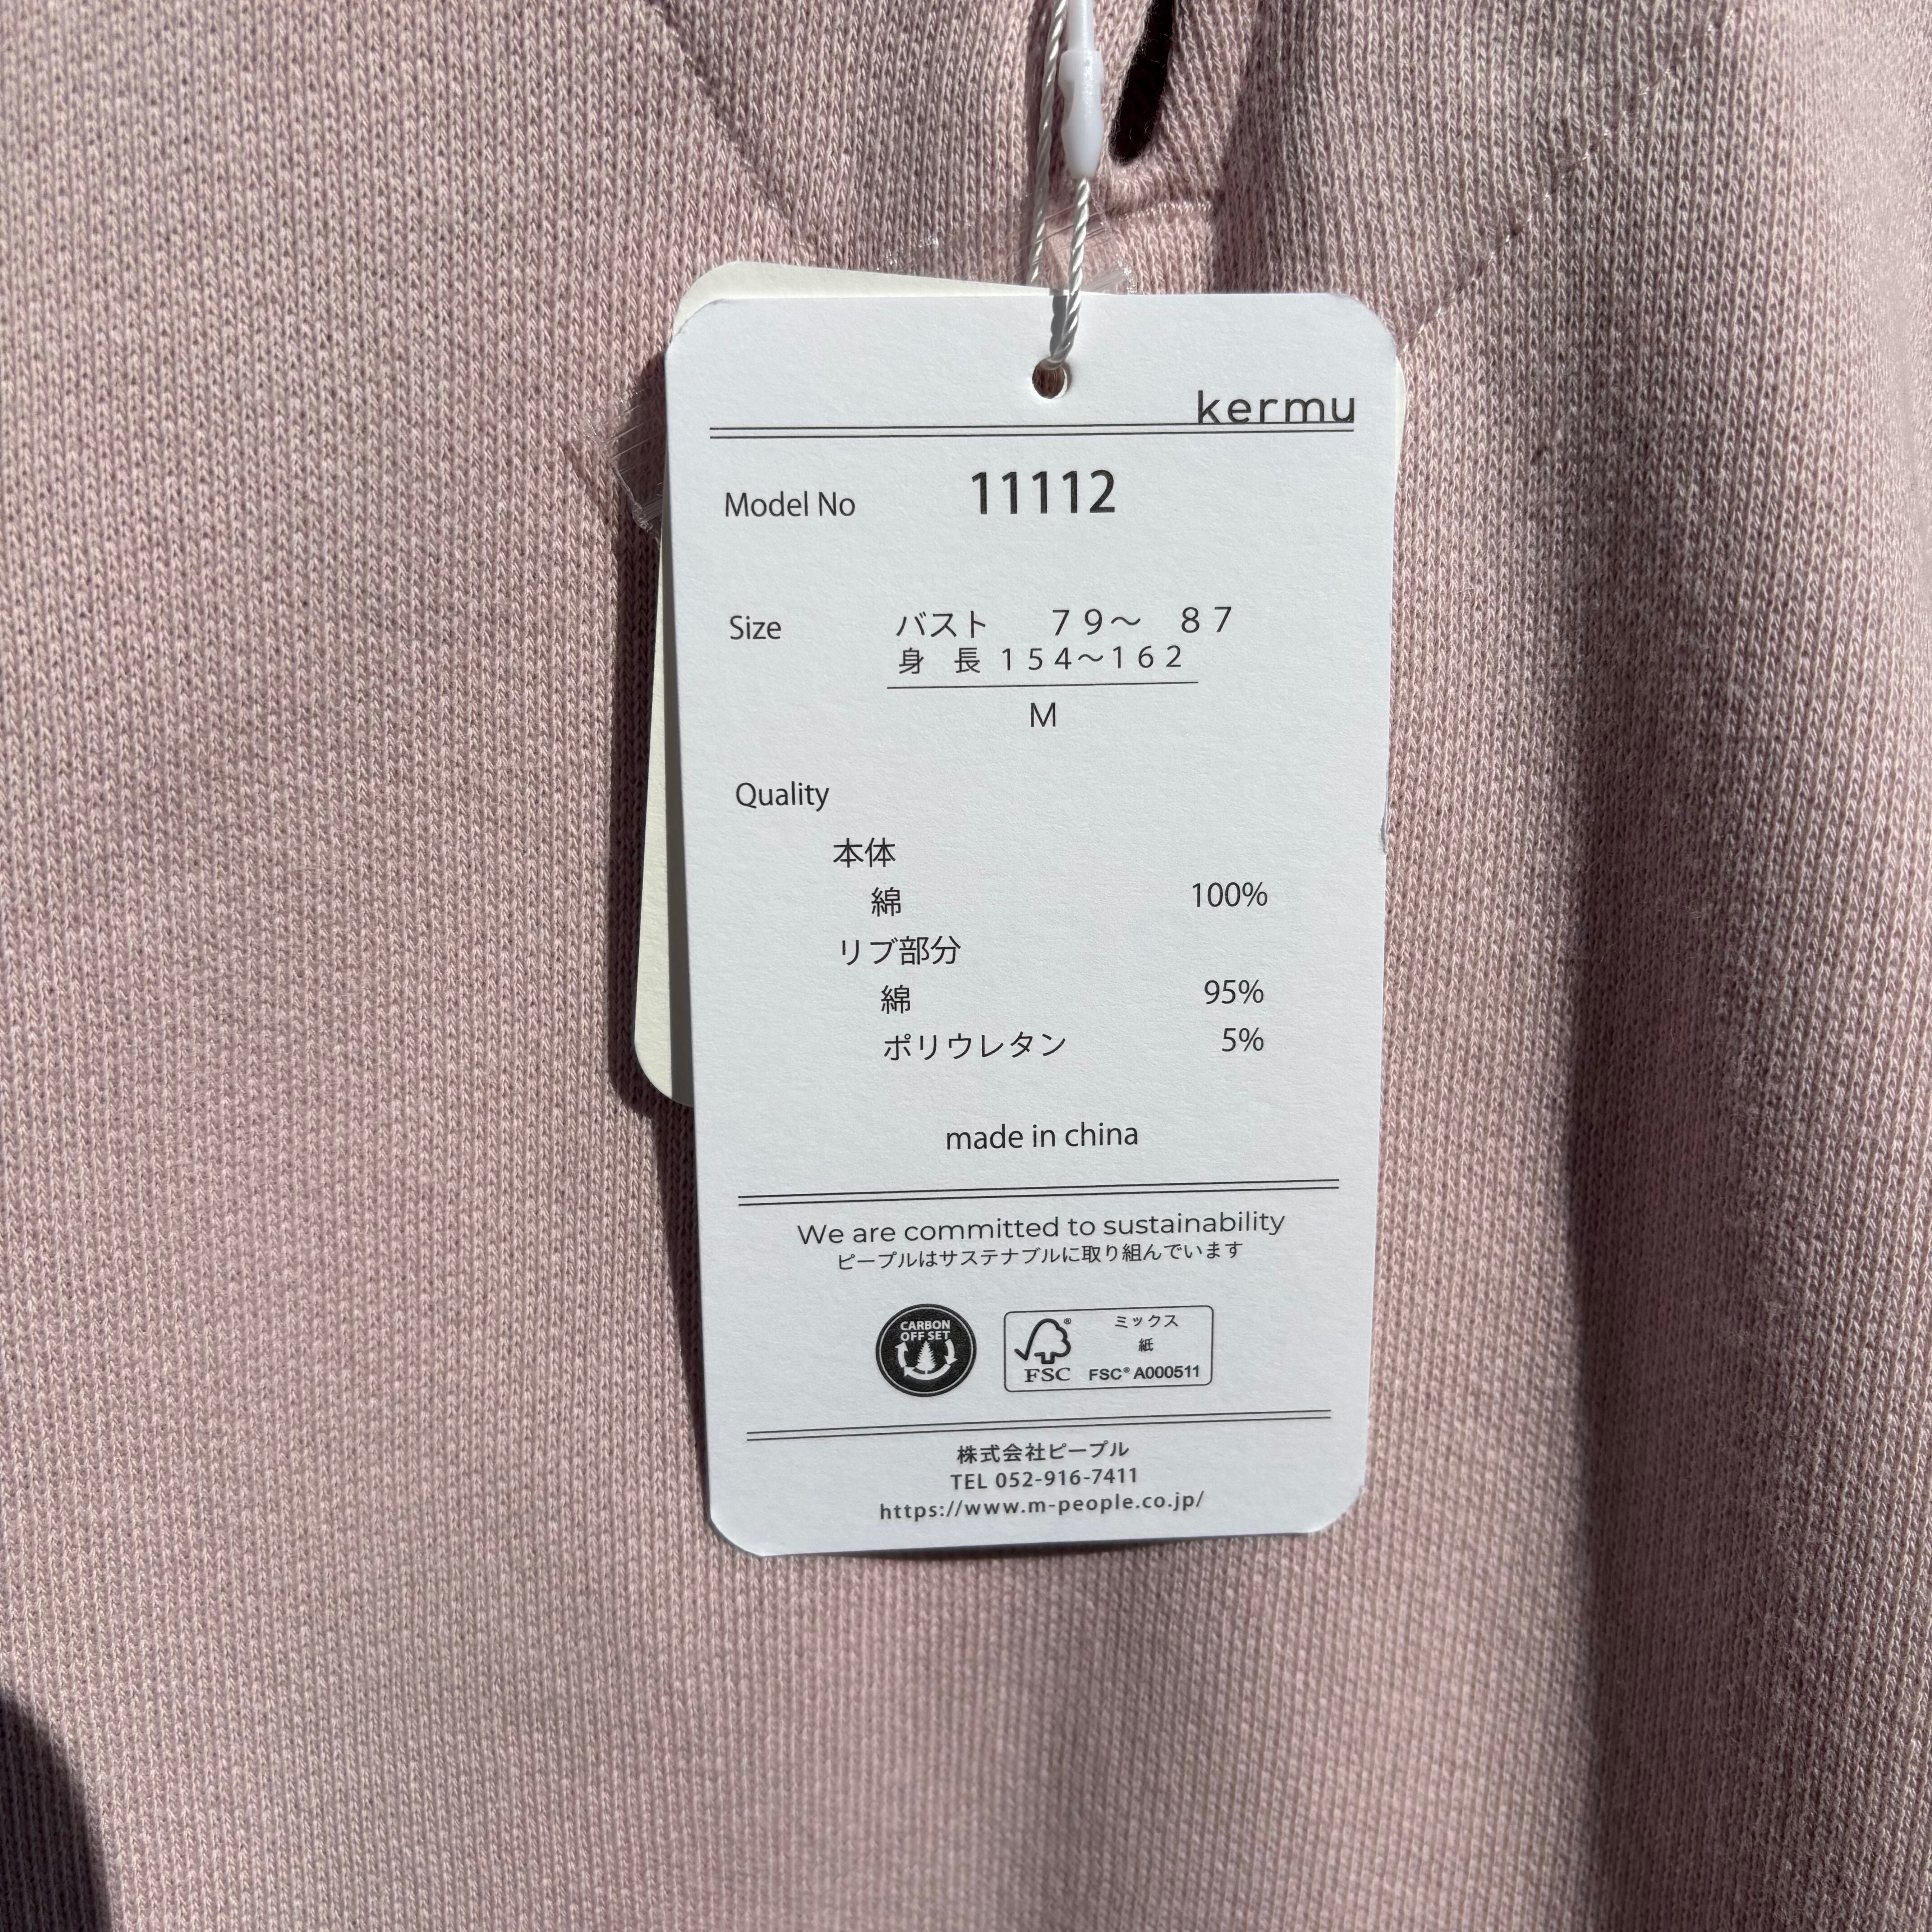 kermu
Model No 11112
Size バスト 79～ 87
身 長 154～162
M
Quality
本体
綿 100%
リブ部分
綿 95%
ポリウレタン 5%
made in china
We are committed to sustainability
ピープルはサステナブルに取り組んでいます
CARBON
OFF SET
ミックス
紙
FSC® A000511
FSC
株式会社ピープル
TEL 052-916-7411
https://www.m-people.co.jp/